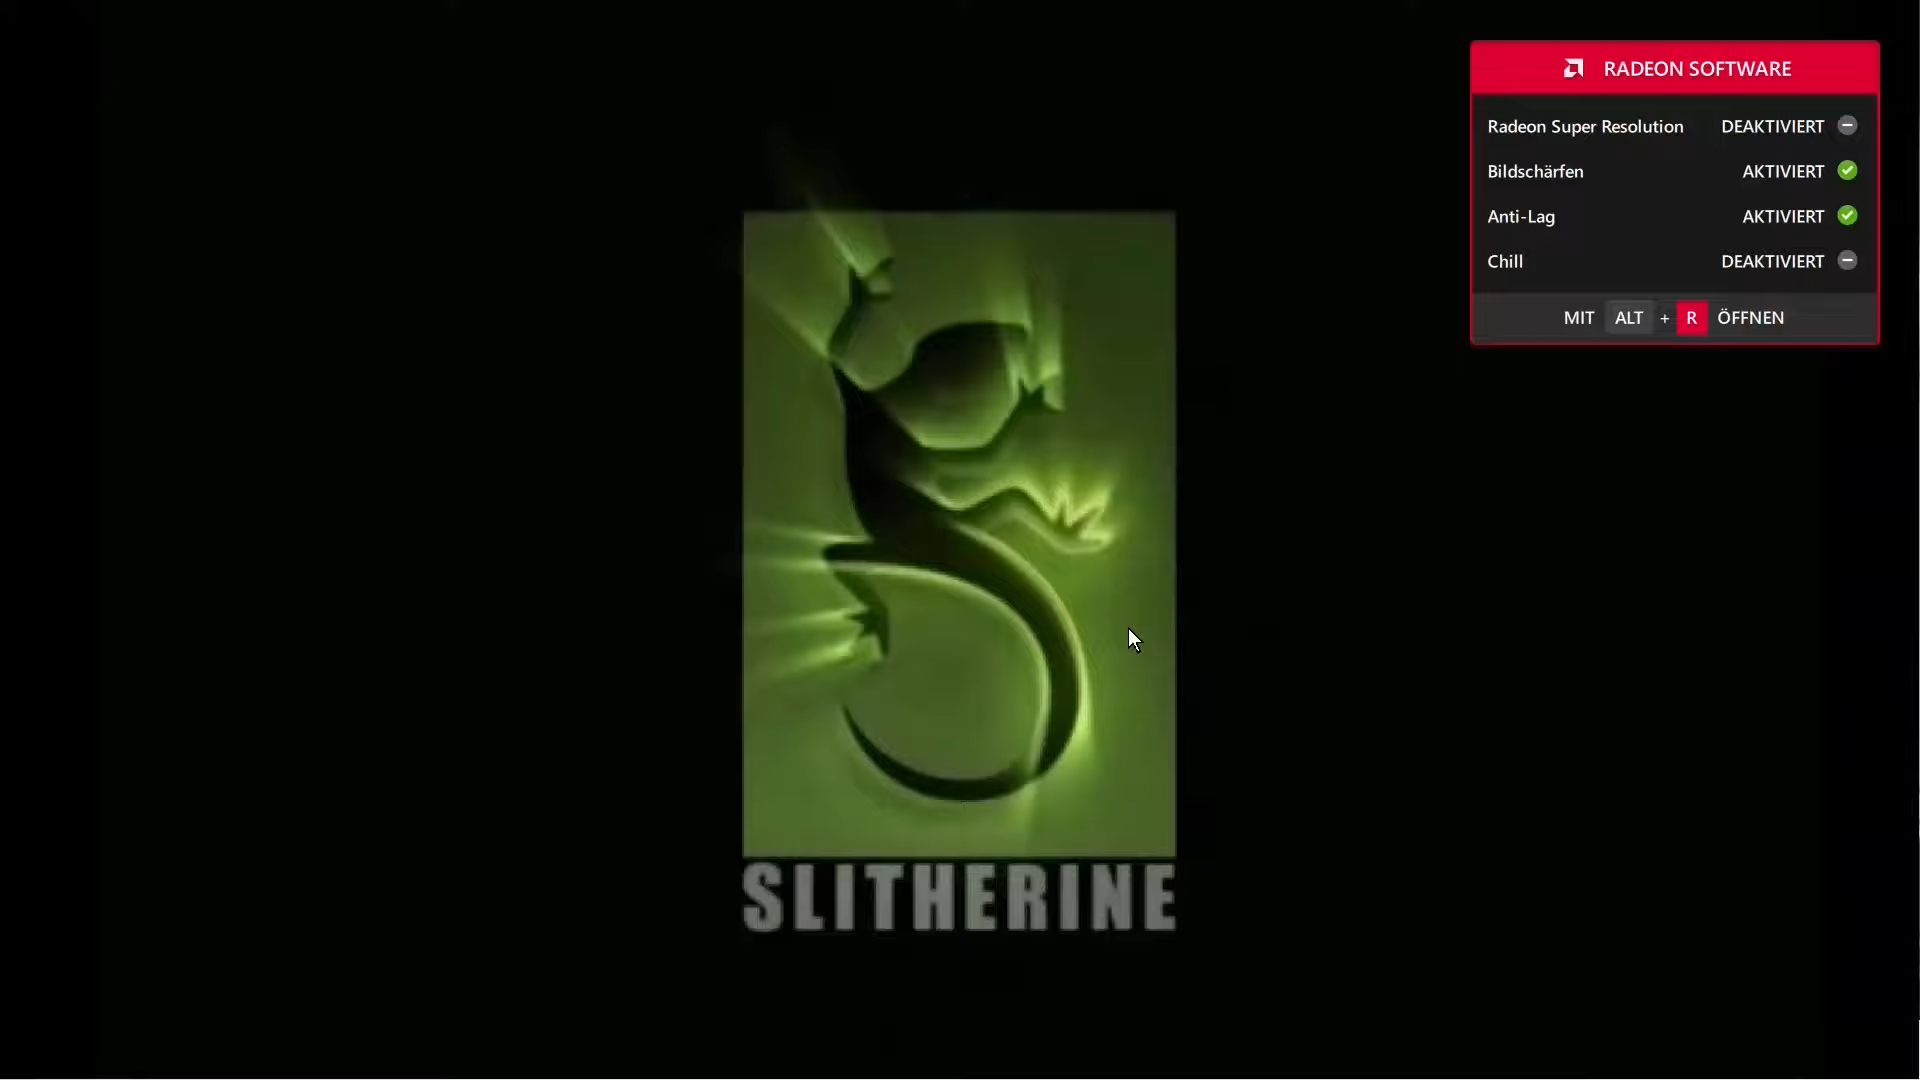 RADEON SOFTWARE
Radeon Super Resolution DEAKTIVIERT
Bildschärfen AKTIVIERT
Anti-Lag AKTIVIERT
Chill DEAKTIVIERT
MIT ALT + R ÖFFNEN
SLITHERINE